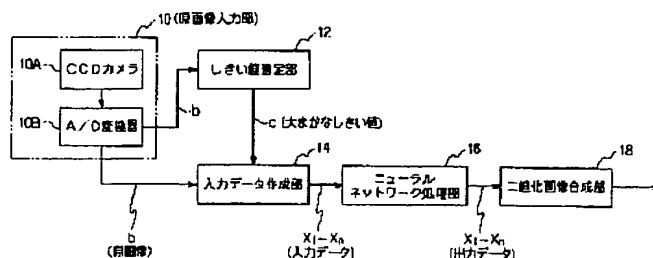 10 (原画像入力部)
10A
CCDカメラ
10B
A/D変換器
b
12
しきい値選定部
c (大まかなしきい値)
14
入力データ作成部
b
(原画像)
X1~Xn
(入力データ)
16
ニューラル
ネットワーク処理部
X1~Xn
(出力データ)
18
二値化画像合成部